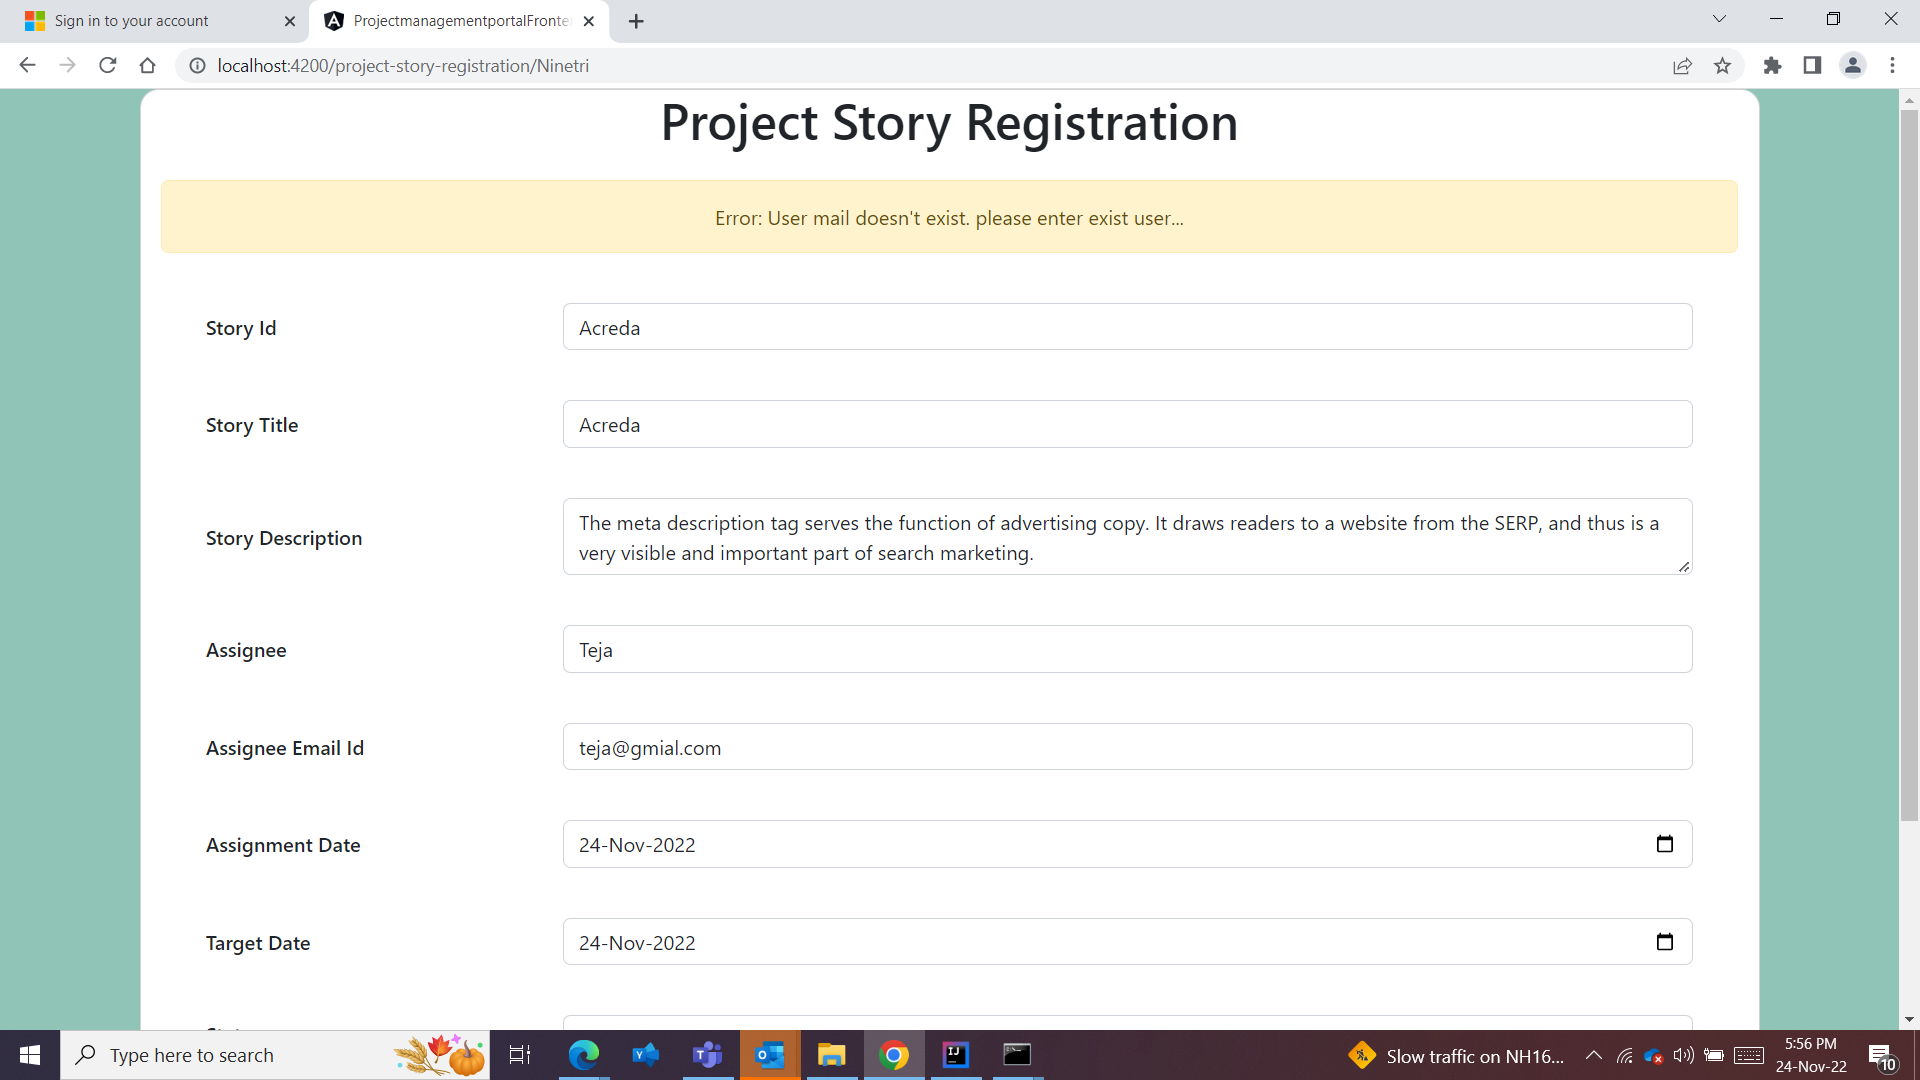 Sign in to your account
ProjectmanagementportalFronte
localhost:4200/project-story-registration/Ninetri
Project Story Registration
Error: User mail doesn't exist. please enter exist user...
Story Id
Acreda
Story Title
Acreda
Story Description
The meta description tag serves the function of advertising copy. It draws readers to a website from the SERP, and thus is a
very visible and important part of search marketing.
Assignee
Teja
Assignee Email Id
teja@gmial.com
Assignment Date
24-Nov-2022
Target Date
24-Nov-2022
Type here to search
Slow traffic on NH16...
5:56 PM
24-Nov-22
10